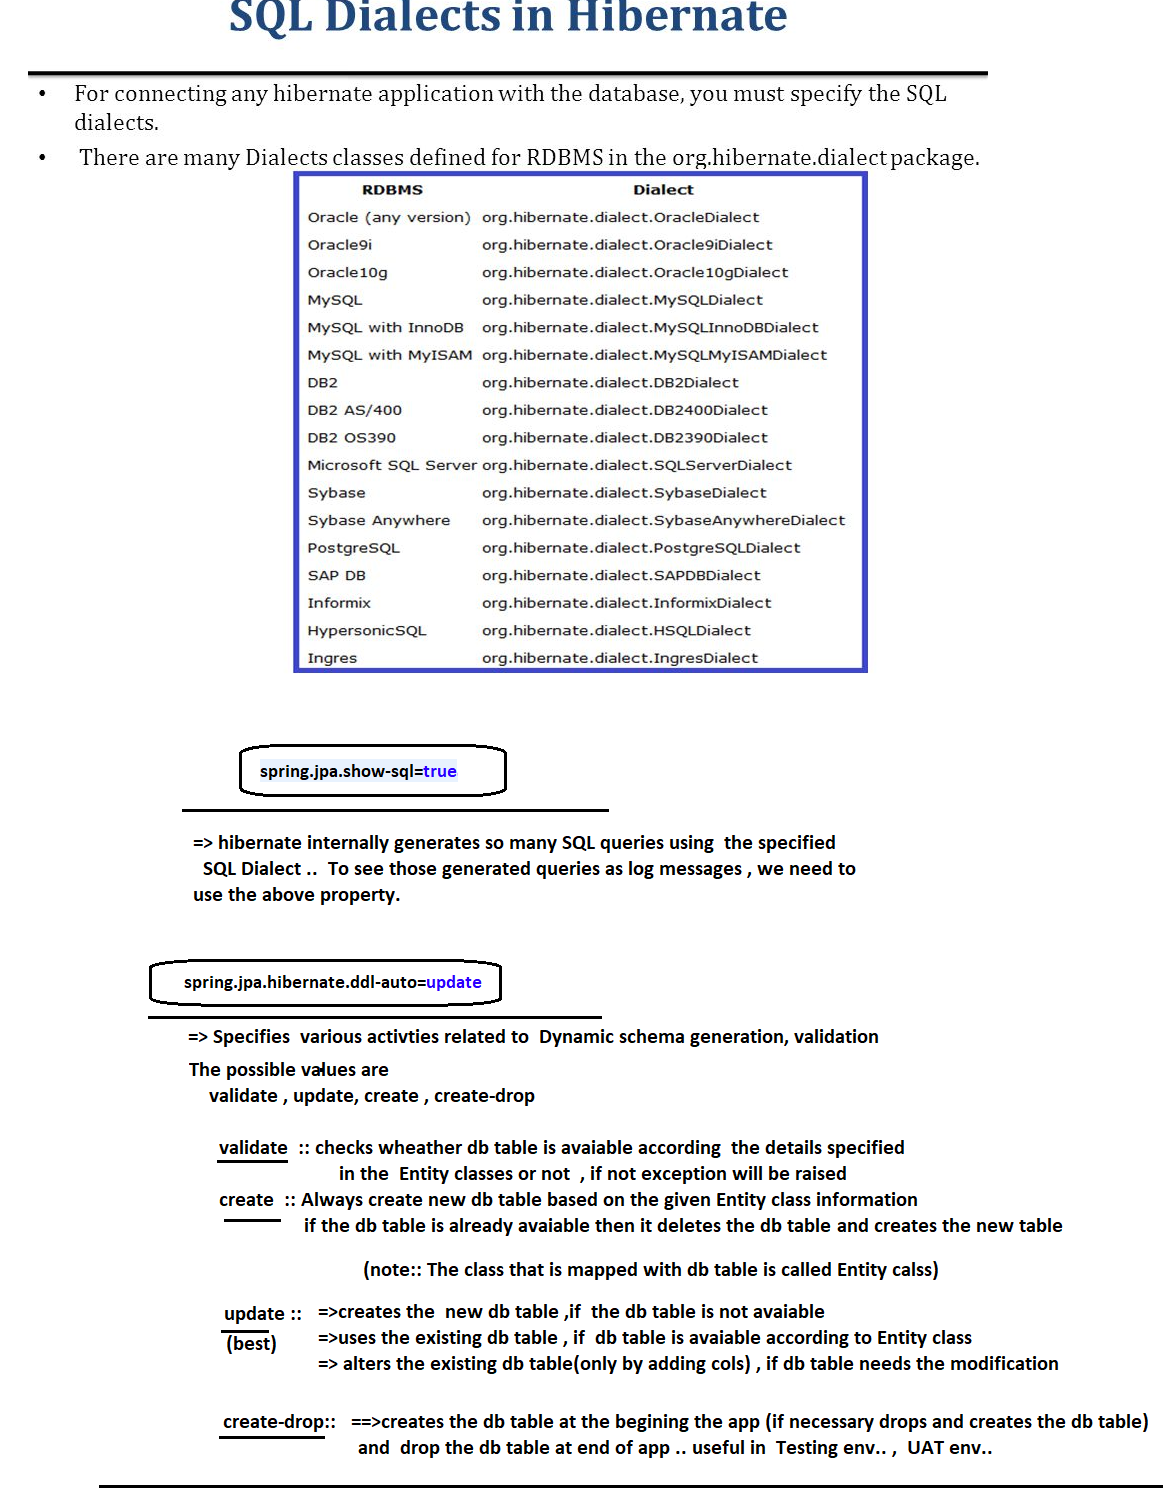 SQL Dialects in Hibernate
• For connecting any hibernate application with the database, you must specify the SQL
dialects.
• There are many Dialects classes defined for RDBMS in the org.hibernate.dialect package.
RDBMS Dialect
Oracle (any version) org.hibernate.dialect.OracleDialect
Oracle9i org.hibernate.dialect.Oracle9iDialect
Oracle10g org.hibernate.dialect.Oracle10gDialect
MySQL org.hibernate.dialect.MySQLDialect
MySQL with InnoDB org.hibernate.dialect.MySQLInnoDBDialect
MySQL with MyISAM org.hibernate.dialect.MySQLMyISAMDialect
DB2 org.hibernate.dialect.DB2Dialect
DB2 AS/400 org.hibernate.dialect.DB2400Dialect
DB2 OS390 org.hibernate.dialect.DB2390Dialect
Microsoft SQL Server org.hibernate.dialect.SQLServerDialect
Sybase org.hibernate.dialect.SybaseDialect
Sybase Anywhere org.hibernate.dialect.SybaseAnywhereDialect
PostgreSQL org.hibernate.dialect.PostgreSQLDialect
SAP DB org.hibernate.dialect.SAPDBDialect
Informix org.hibernate.dialect.InformixDialect
HypersonicSQL org.hibernate.dialect.HSQLDialect
Ingres org.hibernate.dialect.IngresDialect
spring.jpa.show-sql=true
=> hibernate internally generates so many SQL queries using the specified
SQL Dialect .. To see those generated queries as log messages , we need to
use the above property.
spring.jpa.hibernate.ddl-auto=update
=> Specifies various activties related to Dynamic schema generation, validation
The possible values are
validate , update, create , create-drop
validate :: checks wheather db table is avaiable according the details specified
in the Entity classes or not , if not exception will be raised
create :: Always create new db table based on the given Entity class information
if the db table is already avaiable then it deletes the db table and creates the new table
(note:: The class that is mapped with db table is called Entity calss)
update :: =>creates the new db table ,if the db table is not avaiable
(best) =>uses the existing db table , if db table is avaiable according to Entity class
=> alters the existing db table(only by adding cols) , if db table needs the modification
create-drop:: ==>creates the db table at the begining the app (if necessary drops and creates the db table)
and drop the db table at end of app .. useful in Testing env.. , UAT env..